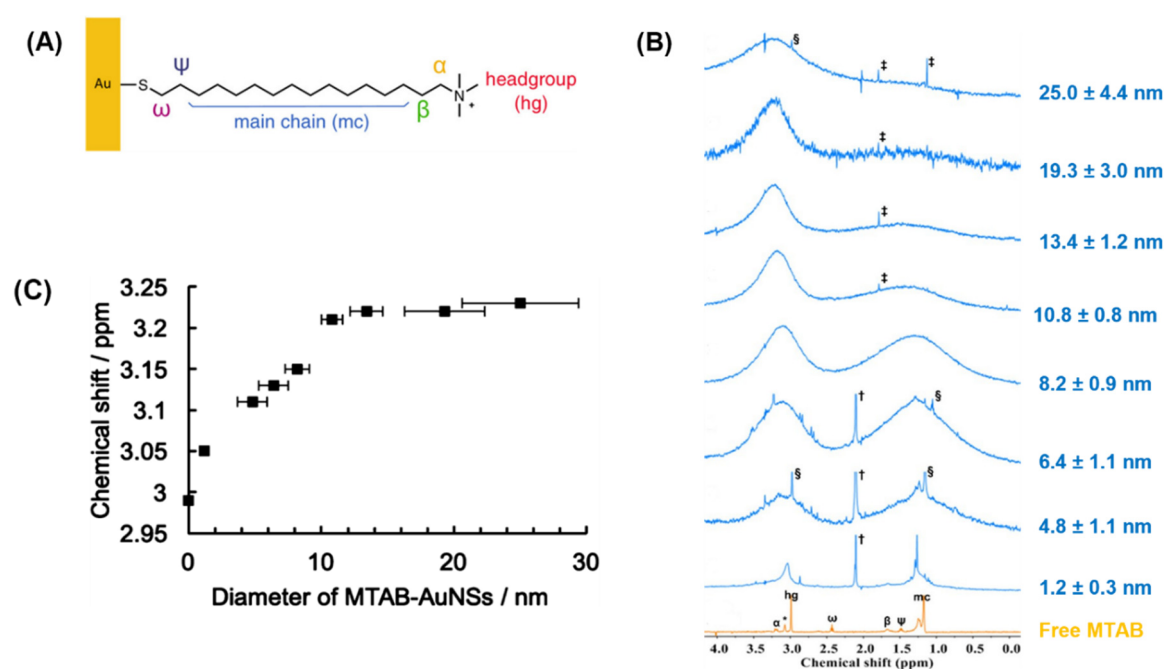 (A)
Au
S
ψ
ω
main chain (mc)
α
β
N
+
headgroup
(hg)
(B)
§
‡
‡
25.0 ± 4.4 nm
‡
19.3 ± 3.0 nm
‡
13.4 ± 1.2 nm
‡
10.8 ± 0.8 nm
8.2 ± 0.9 nm
†
§
6.4 ± 1.1 nm
§
†
§
4.8 ± 1.1 nm
†
1.2 ± 0.3 nm
hg
mc
α
*
ω
β
ψ
Free MTAB
4.0 3.5 3.0 2.5 2.0 1.5 1.0 0.5 0.0
Chemical shift (ppm)
(C)
Chemical shift / ppm
3.25
3.2
3.15
3.1
3.05
3
2.95
0 10 20 30
Diameter of MTAB-AuNSs / nm